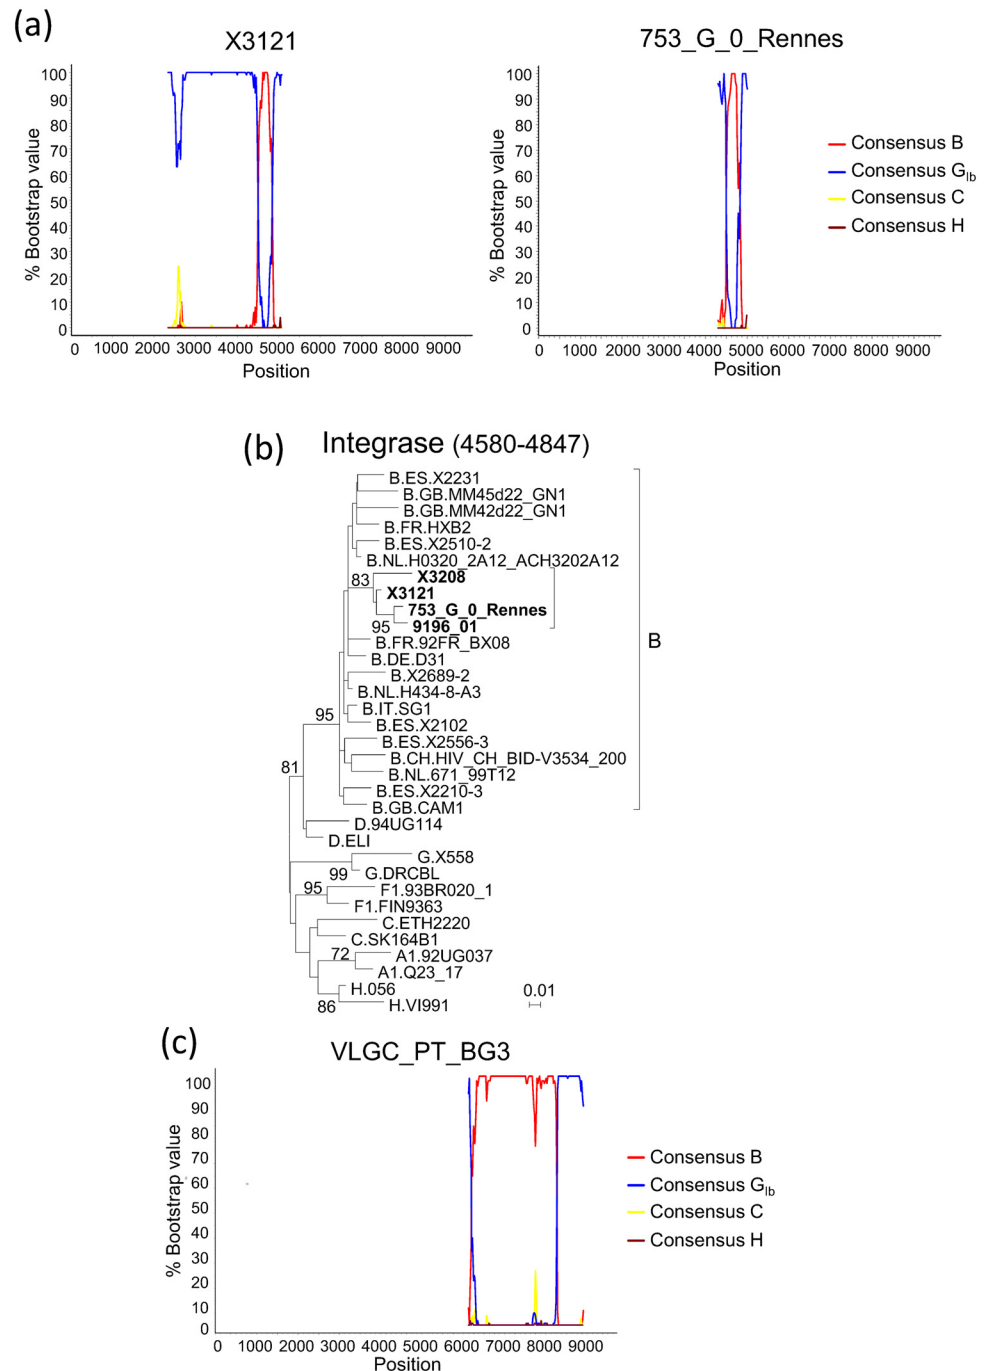 (a)
X3121
753_G_0_Rennes
% Bootstrap value
100
90
80
70
60
50
40
30
20
10
0
0 1000 2000 3000 4000 5000 6000 7000 8000 9000
Position
% Bootstrap value
100
90
80
70
60
50
40
30
20
10
0
0 1000 2000 3000 4000 5000 6000 7000 8000 9000
Position
Consensus B
Consensus GIb
Consensus C
Consensus H
(b)
Integrase (4580-4847)
B.ES.X2231
B.GB.MM45d22_GN1
B.GB.MM42d22_GN1
B.FR.HXB2
B.ES.X2510-2
B.NL.H0320_2A12_ACH3202A12
83
X3208
X3121
753_G_0_Rennes
95
9196_01
B.FR.92FR_BX08
B
B.DE.D31
B.X2689-2
B.NL.H434-8-A3
B.IT.SG1
95
B.ES.X2102
B.ES.X2556-3
B.CH.HIV_CH_BID-V3534_200
81
B.NL.671_99T12
B.ES.X2210-3
B.GB.CAM1
D.94UG114
D.ELI
G.X558
99
G.DRCBL
95
F1.93BR020_1
F1.FIN9363
C.ETH2220
C.SK164B1
72
A1.92UG037
A1.Q23_17
H.056
0.01
86
H.VI991
(c)
VLGC_PT_BG3
% Bootstrap value
100
90
80
70
60
50
40
30
20
10
0
0 1000 2000 3000 4000 5000 6000 7000 8000 9000
Position
Consensus B
Consensus GIb
Consensus C
Consensus H